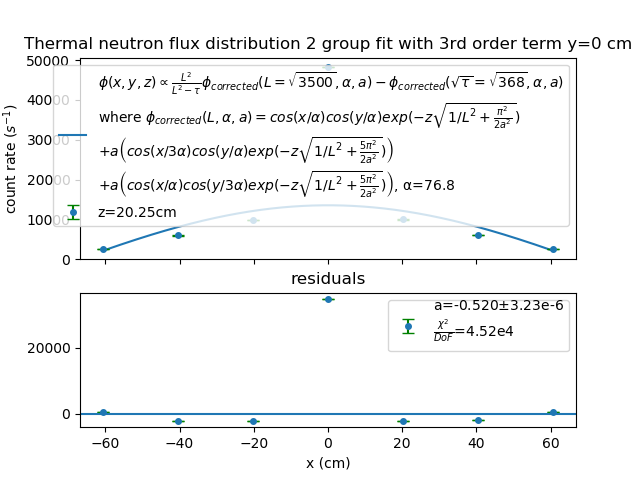 Thermal neutron flux distribution 2 group fit with 3rd order term y=0 cm
50000
40000
30000
20000
10000
0
count rate (s⁻¹)
ϕ(x, y, z) ∝ L²/(L²−τ) ϕ_corrected(L = √3500, α, a) − ϕ_corrected(√τ = √368, α, a)
where ϕ_corrected(L, α, a) = cos(x/α)cos(y/α)exp(−z√(1/L² + π²/2a²))
+a(cos(x/3α)cos(y/α)exp(−z√(1/L² + 5π²/2a²)))
+a(cos(x/α)cos(y/3α)exp(−z√(1/L² + 5π²/2a²))), α=76.8
z=20.25cm
residuals
20000
0
a=-0.520±3.23e-6
χ²/DoF=4.52e4
−60 −40 −20 0 20 40 60
x (cm)